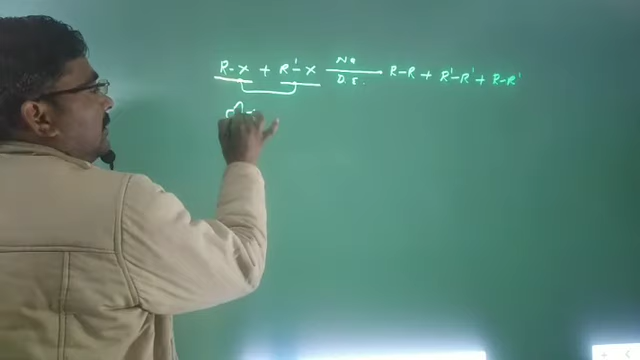 R-X + R'-X Na D.E. R-R + R'-R' + R-R'